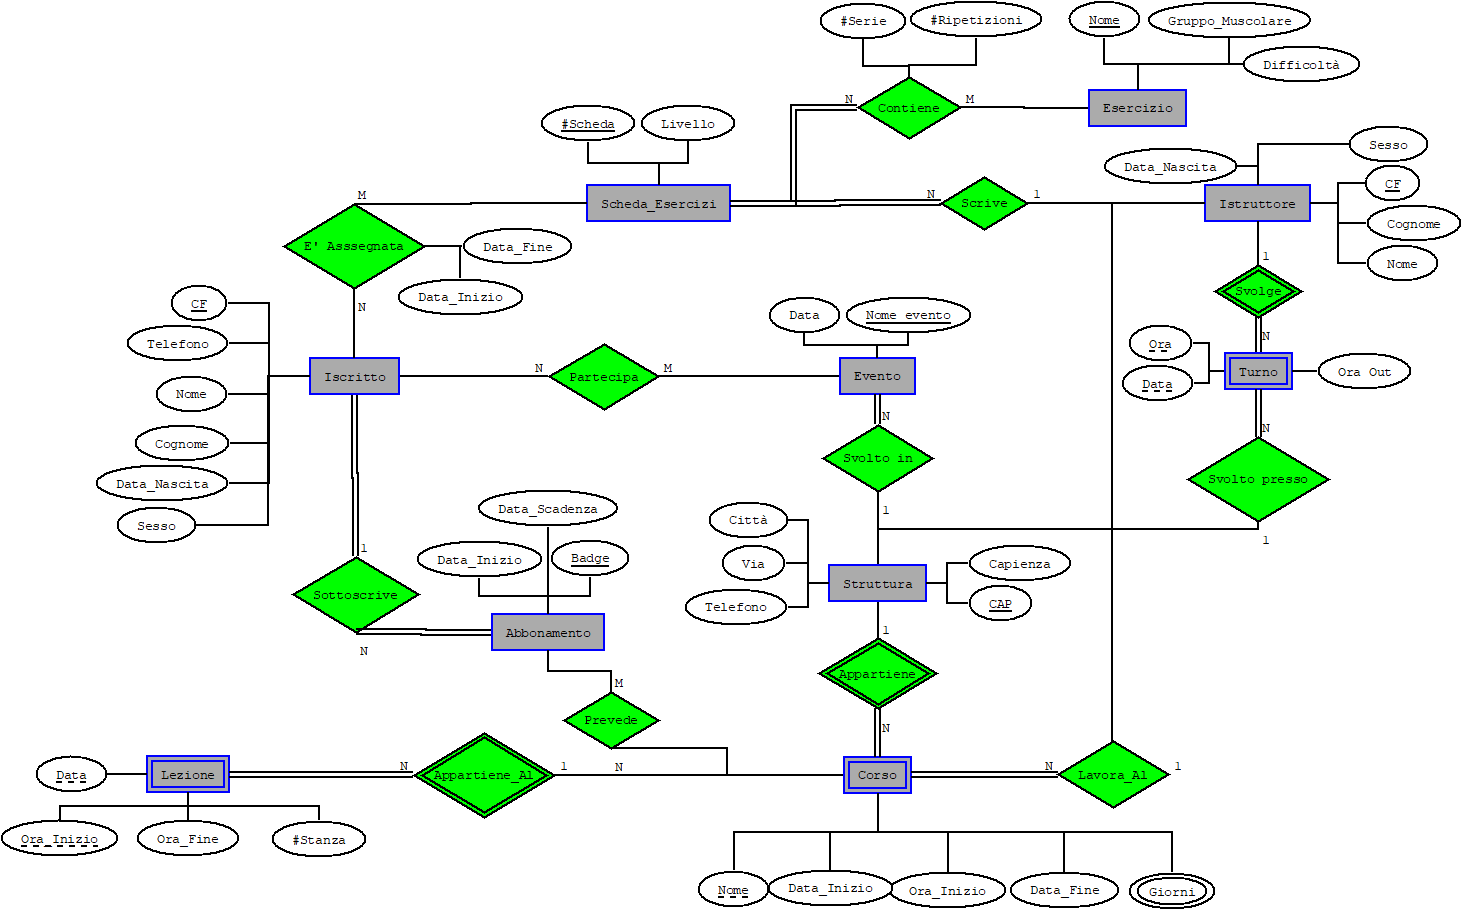 #Serie
#Ripetizioni
Nome
Gruppo_Muscolare
Difficoltà
N
Contiene
M
Esercizio
#Scheda
Livello
Data_Nascita
Sesso
M
Scheda_Esercizi
N
Scrive
1
Istruttore
CF
Cognome
Nome
E' Asssegnata
Data_Fine
Data_Inizio
N
1
Svolge
N
CF
Telefono
Nome
Cognome
Data_Nascita
Sesso
Iscritto
N
Partecipa
M
Data
Nome evento
Evento
N
Ora
Data
Turno
Ora Out
N
Svolto in
1
Svolto presso
1
Data_Scadenza
Data_Inizio
Badge
1
Sottoscrive
N
Abbonamento
Città
Via
Telefono
Struttura
Capienza
CAP
1
Appartiene
N
M
Prevede
N
Data
Lezione
N
Appartiene_Al
1
Corso
N
Lavora_Al
1
Ora_Inizio
Ora_Fine
#Stanza
Nome
Data_Inizio
Ora_Inizio
Data_Fine
Giorni